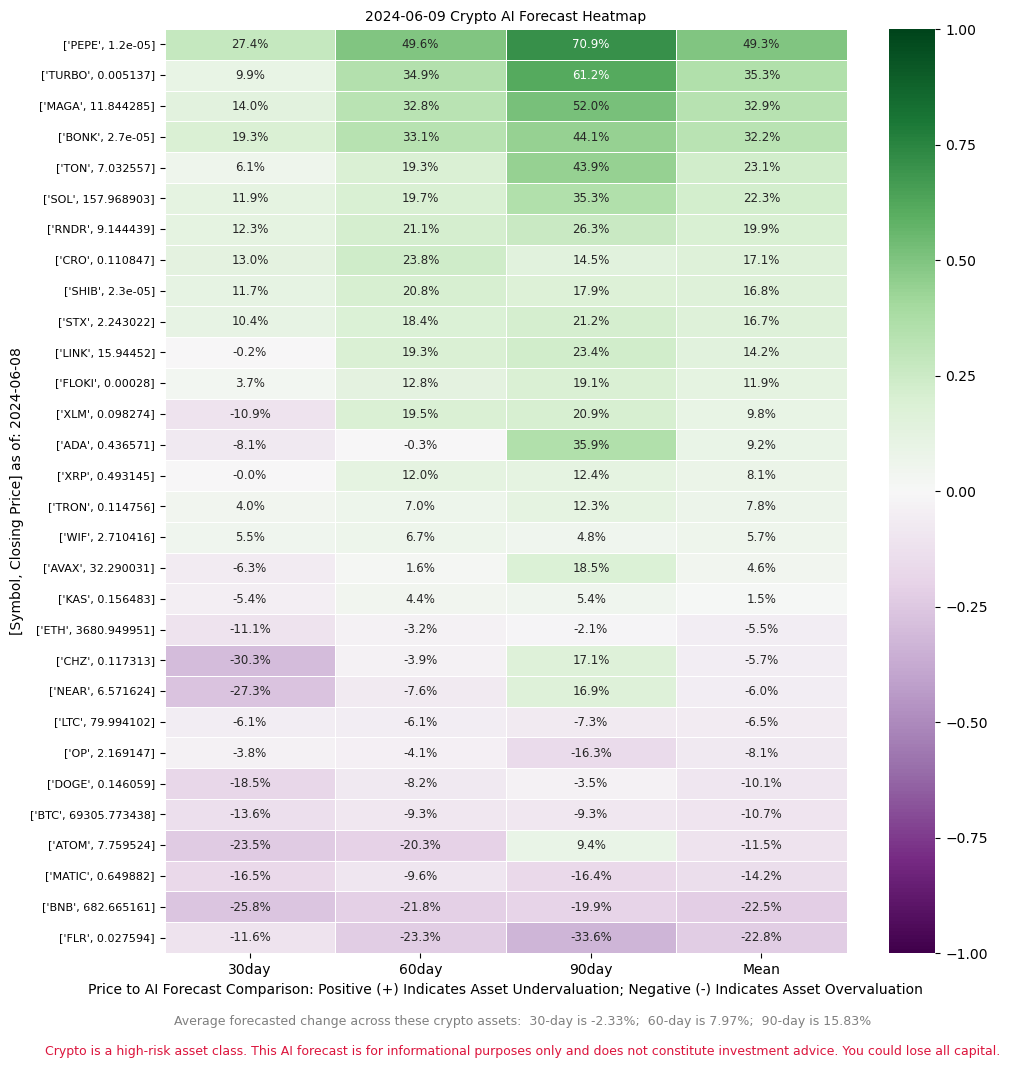 2024-06-09 Crypto AI Forecast Heatmap
['PEPE', 1.2e-05] 27.4% 49.6% 70.9% 49.3%
['TURBO', 0.005137] 9.9% 34.9% 61.2% 35.3%
['MAGA', 11.844285] 14.0% 32.8% 52.0% 32.9%
['BONK', 2.7e-05] 19.3% 33.1% 44.1% 32.2%
['TON', 7.032557] 6.1% 19.3% 43.9% 23.1%
['SOL', 157.968903] 11.9% 19.7% 35.3% 22.3%
['RNDR', 9.144439] 12.3% 21.1% 26.3% 19.9%
['CRO', 0.110847] 13.0% 23.8% 14.5% 17.1%
['SHIB', 2.3e-05] 11.7% 20.8% 17.9% 16.8%
['STX', 2.243022] 10.4% 18.4% 21.2% 16.7%
['LINK', 15.94452] -0.2% 19.3% 23.4% 14.2%
['FLOKI', 0.00028] 3.7% 12.8% 19.1% 11.9%
['XLM', 0.098274] -10.9% 19.5% 20.9% 9.8%
['ADA', 0.436571] -8.1% -0.3% 35.9% 9.2%
['XRP', 0.493145] -0.0% 12.0% 12.4% 8.1%
['TRON', 0.114756] 4.0% 7.0% 12.3% 7.8%
['WIF', 2.710416] 5.5% 6.7% 4.8% 5.7%
['AVAX', 32.290031] -6.3% 1.6% 18.5% 4.6%
['KAS', 0.156483] -5.4% 4.4% 5.4% 1.5%
['ETH', 3680.949951] -11.1% -3.2% -2.1% -5.5%
['CHZ', 0.117313] -30.3% -3.9% 17.1% -5.7%
['NEAR', 6.571624] -27.3% -7.6% 16.9% -6.0%
['LTC', 79.994102] -6.1% -6.1% -7.3% -6.5%
['OP', 2.169147] -3.8% -4.1% -16.3% -8.1%
['DOGE', 0.146059] -18.5% -8.2% -3.5% -10.1%
['BTC', 69305.773438] -13.6% -9.3% -9.3% -10.7%
['ATOM', 7.759524] -23.5% -20.3% 9.4% -11.5%
['MATIC', 0.649882] -16.5% -9.6% -16.4% -14.2%
['BNB', 682.665161] -25.8% -21.8% -19.9% -22.5%
['FLR', 0.027594] -11.6% -23.3% -33.6% -22.8%
30day 60day 90day Mean
[Symbol, Closing Price] as of: 2024-06-08
1.00
0.75
0.50
0.25
0.00
−0.25
−0.50
−0.75
−1.00
Price to AI Forecast Comparison: Positive (+) Indicates Asset Undervaluation; Negative (-) Indicates Asset Overvaluation
Average forecasted change across these crypto assets: 30-day is -2.33%; 60-day is 7.97%; 90-day is 15.83%
Crypto is a high-risk asset class. This AI forecast is for informational purposes only and does not constitute investment advice. You could lose all capital.